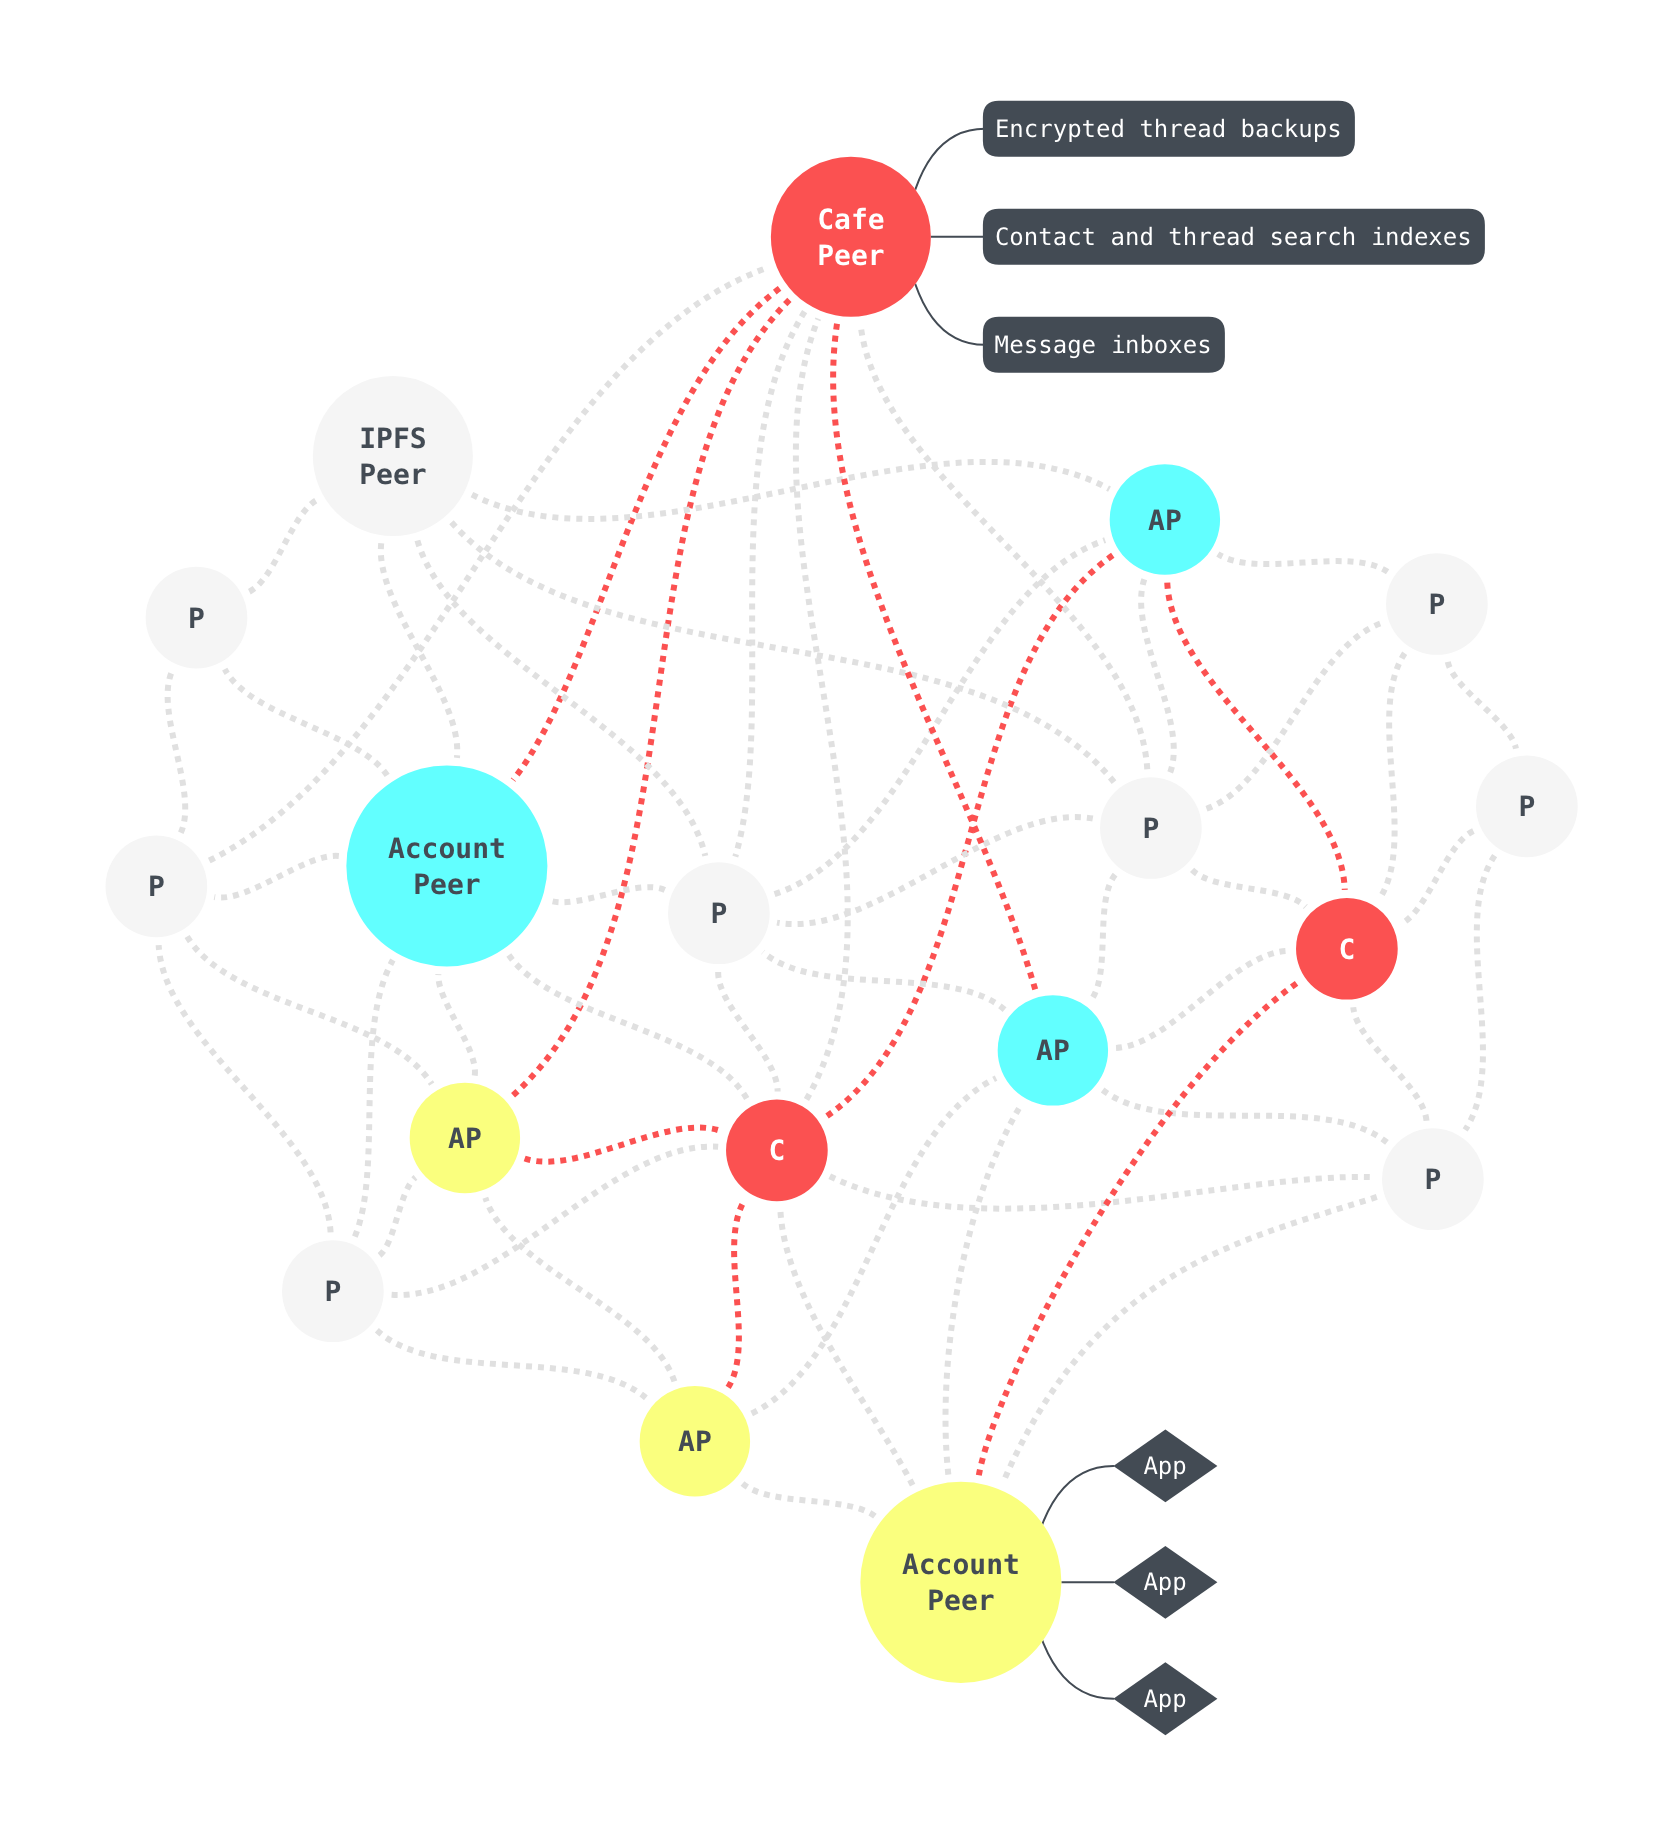 Encrypted thread backups
Cafe
Peer
Contact and thread search indexes
Message inboxes
IPFS
Peer
AP
P
P
P
P
Account
Peer
P
P
C
AP
AP
C
P
P
AP
App
Account
Peer
App
App